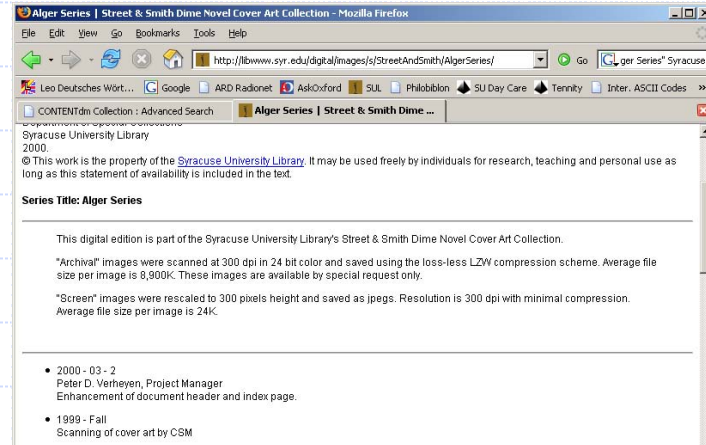 Alger Series | Street & Smith Dime Novel Cover Art Collection - Mozilla Firefox
File Edit View Go Bookmarks Tools Help
http://libwww.syr.edu/digital/images/s/StreetAndSmith/AlgerSeries/ Go ger Series" Syracuse
Leo Deutsches Wört... Google ARD Radionet AskOxford SUL Philobiblon SU Day Care Tennity Inter. ASCII Codes »
CONTENTdm Collection : Advanced Search Alger Series | Street & Smith Dime ...
Department of Special Collections
Syracuse University Library
2000.
© This work is the property of the Syracuse University Library. It may be used freely by individuals for research, teaching and personal use as
long as this statement of availability is included in the text.
Series Title: Alger Series
This digital edition is part of the Syracuse University Library's Street & Smith Dime Novel Cover Art Collection.
"Archival" images were scanned at 300 dpi in 24 bit color and saved using the loss-less LZW compression scheme. Average file
size per image is 8,900K. These images are available by special request only.
"Screen" images were rescaled to 300 pixels height and saved as jpegs. Resolution is 300 dpi with minimal compression.
Average file size per image is 24K.
• 2000 - 03 - 2
Peter D. Verheyen, Project Manager
Enhancement of document header and index page.
• 1999 - Fall
Scanning of cover art by CSM